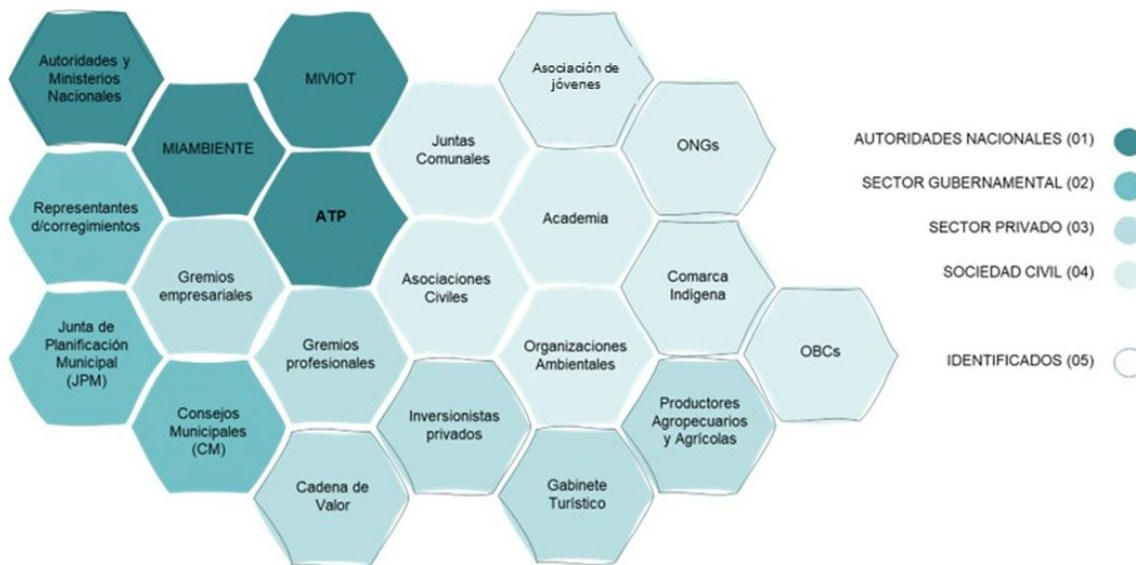 Autoridades y
Ministerios
Nacionales
MIVIOT
Asociación de
jóvenes
MIAMBIENTE
Juntas
Comunales
ONGs
Representantes
d/corregimientos
ATP
Academia
Gremios
empresariales
Asociaciones
Civiles
Comarca
Indígena
Junta de
Planificación
Municipal
(JPM)
Gremios
profesionales
Organizaciones
Ambientales
OBCs
Consejos
Municipales
(CM)
Inversionistas
privados
Productores
Agropecuarios
y Agrícolas
Cadena de
Valor
Gabinete
Turístico
AUTORIDADES NACIONALES (01)
SECTOR GUBERNAMENTAL (02)
SECTOR PRIVADO (03)
SOCIEDAD CIVIL (04)
IDENTIFICADOS (05)